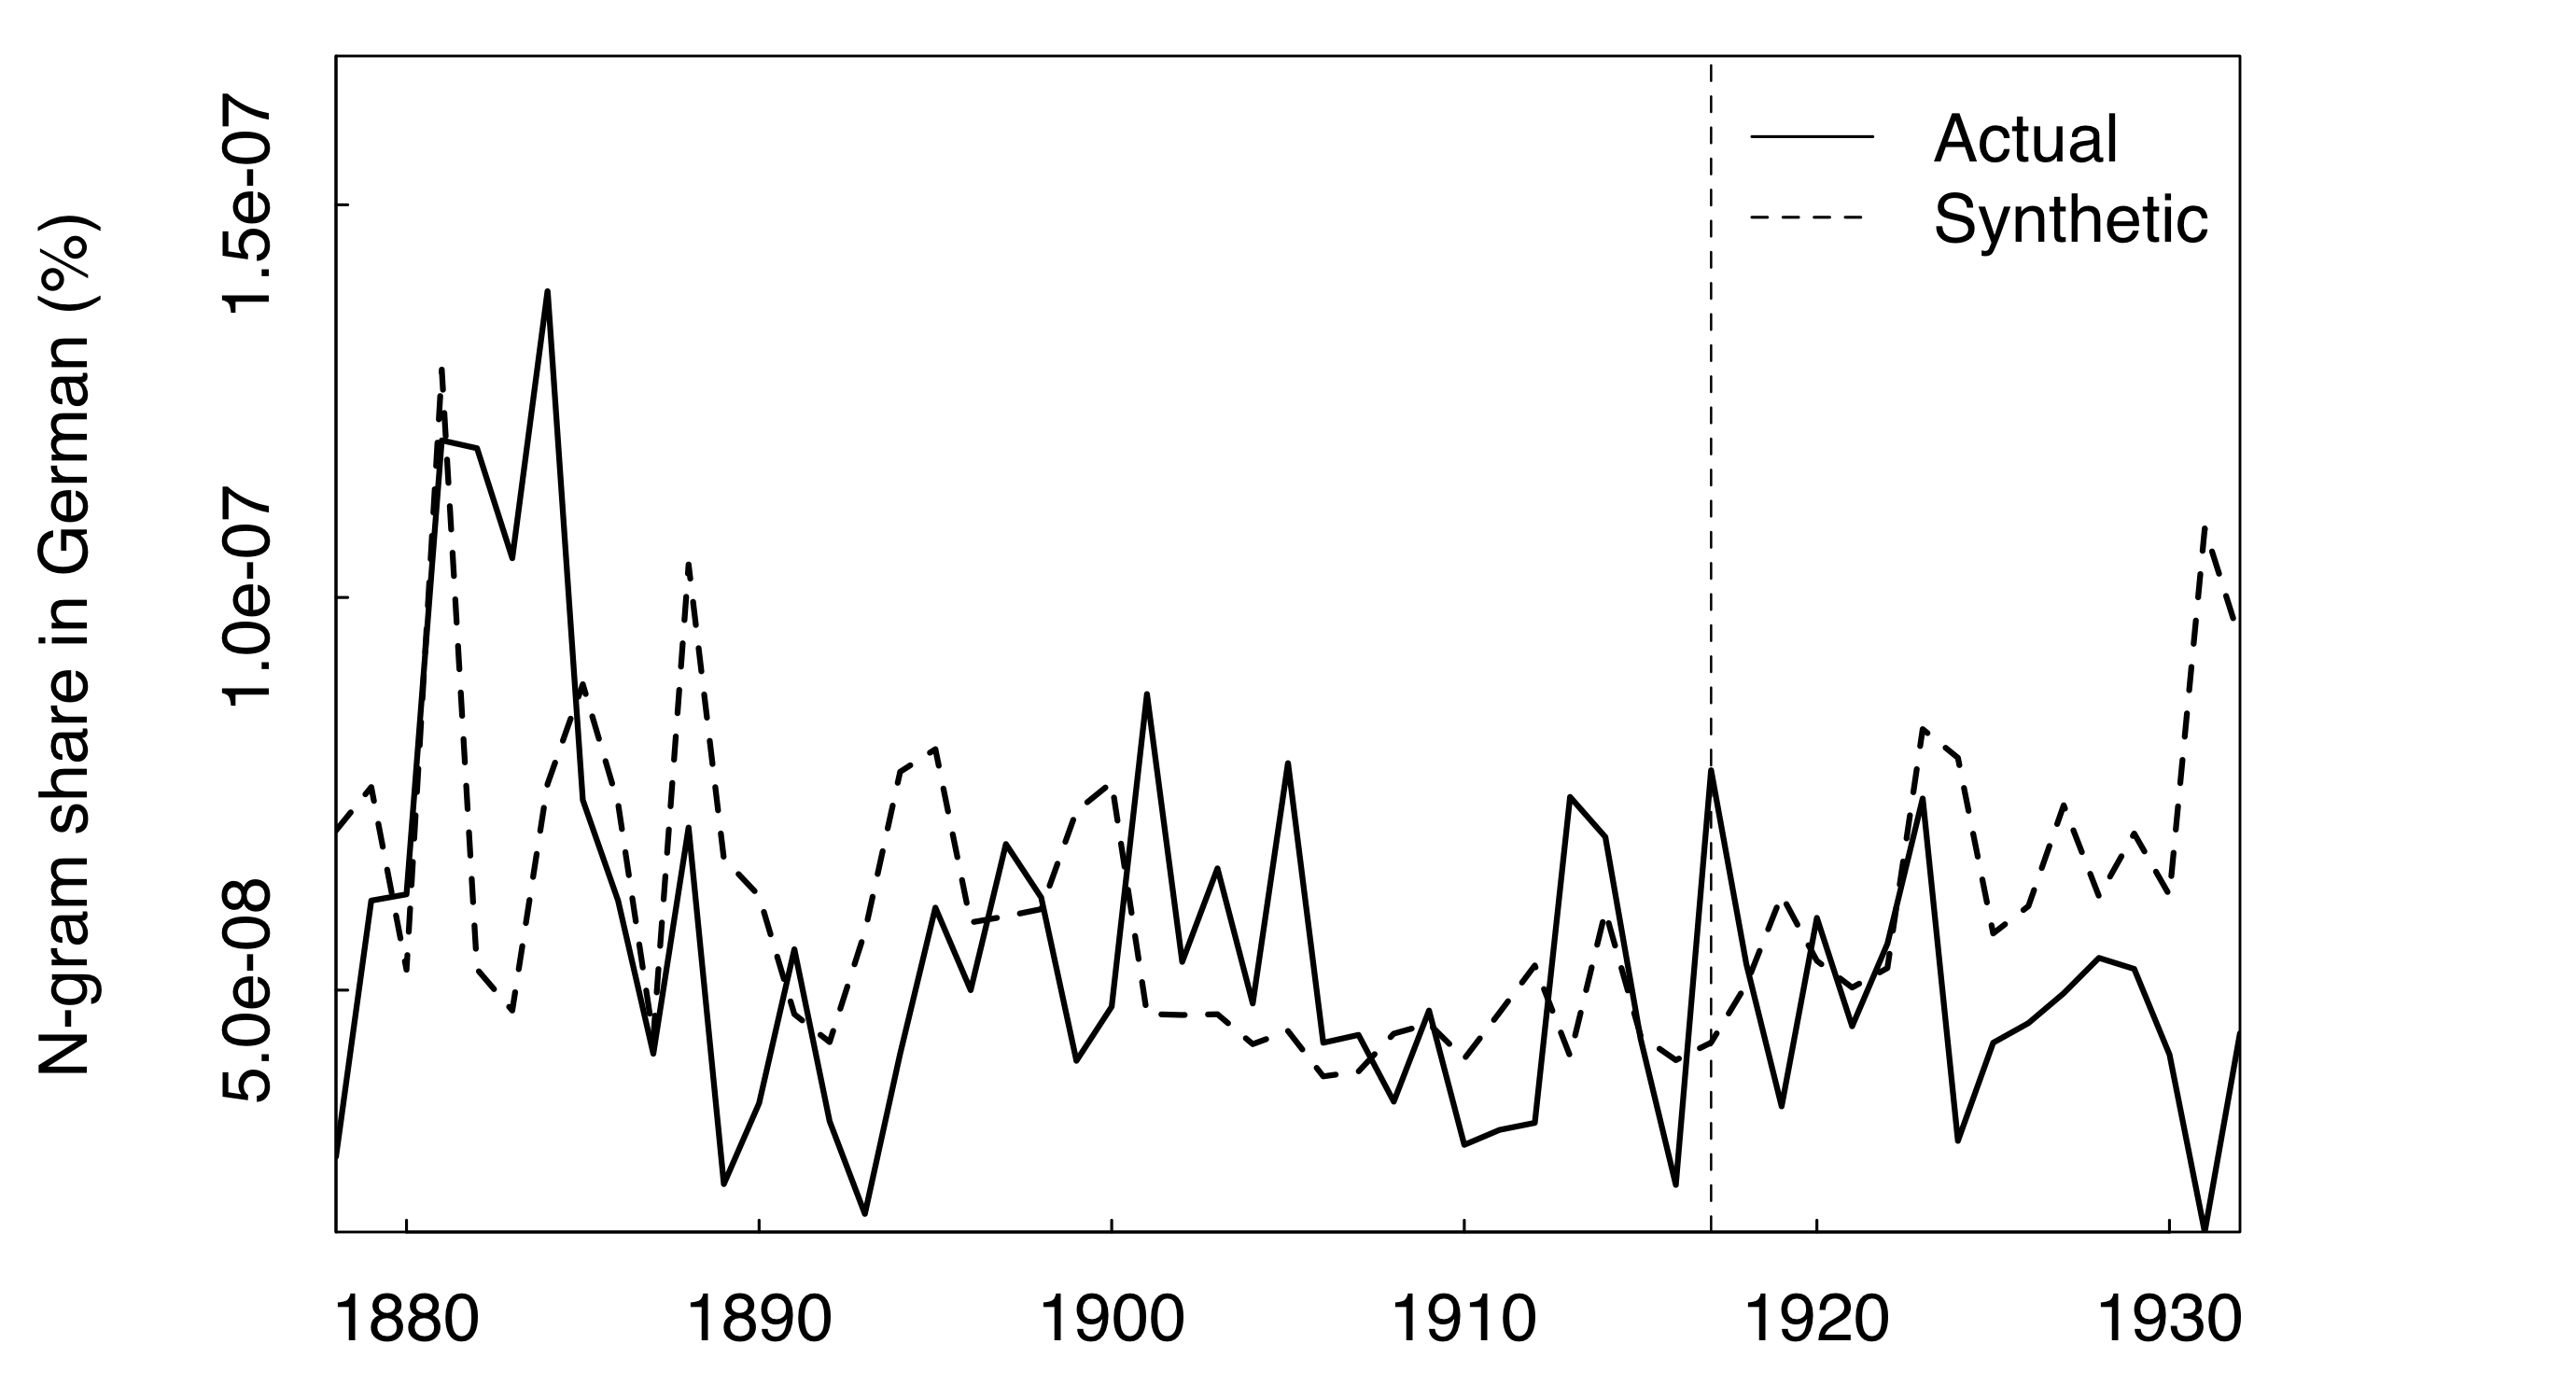 N-gram share in German (%)
1.5e-07
1.0e-07
5.0e-08
Actual
Synthetic
1880 1890 1900 1910 1920 1930